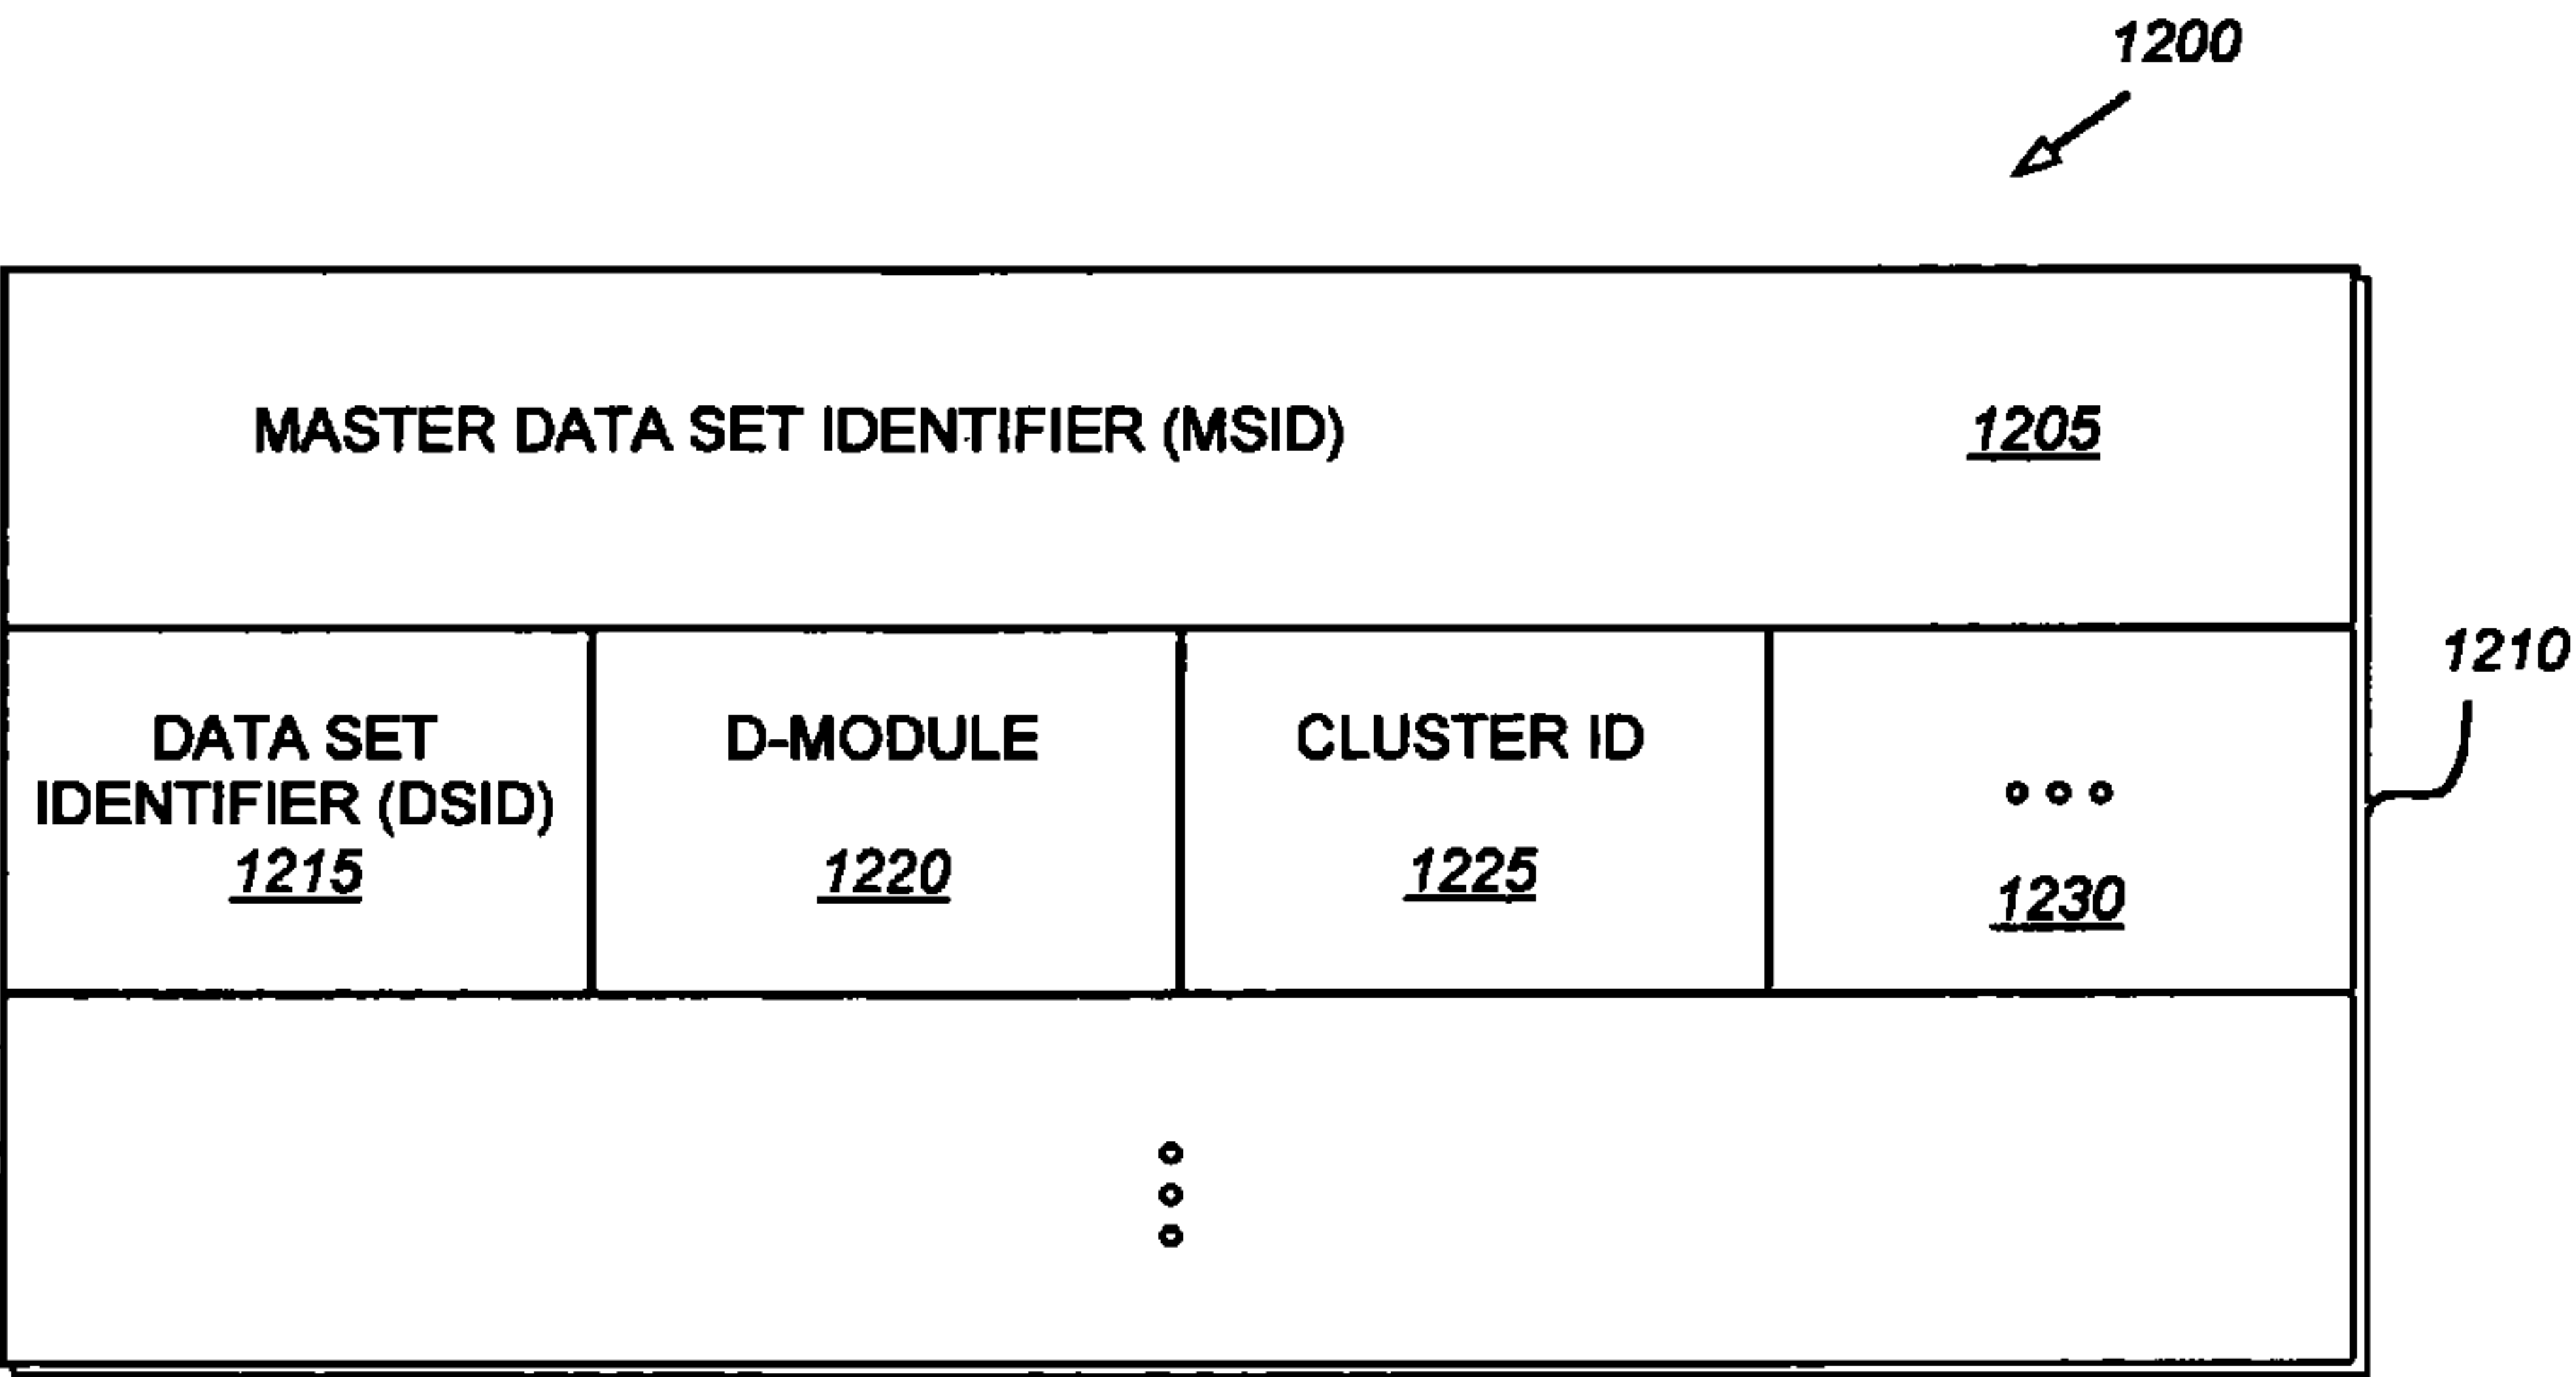 1200
MASTER DATA SET IDENTIFIER (MSID) 1205
1210
DATA SET
IDENTIFIER (DSID)
1215
D-MODULE
1220
CLUSTER ID
1225
1230